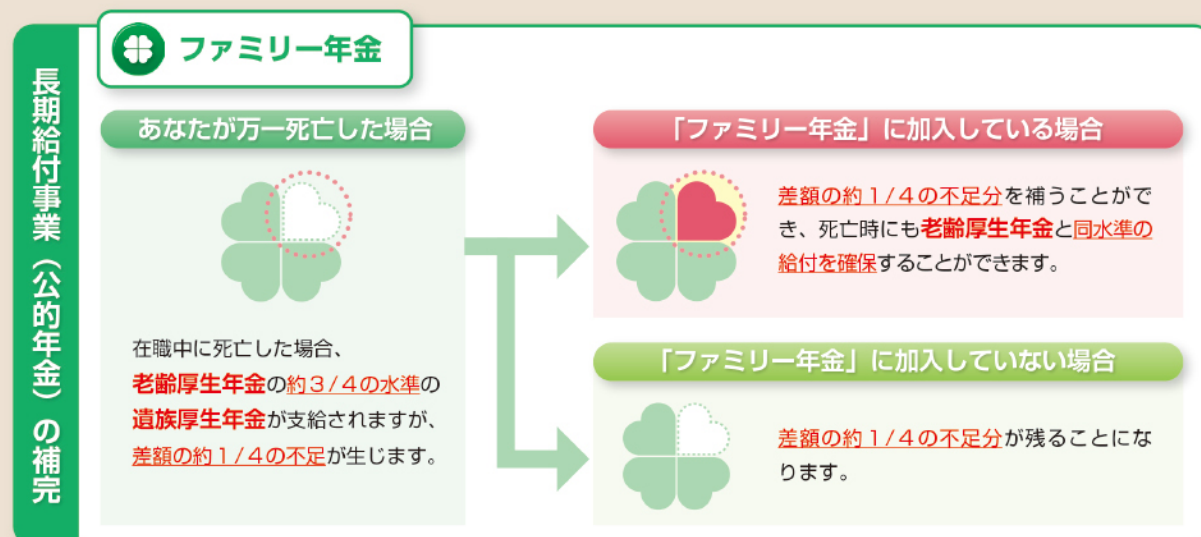 ファミリー年金
長期給付事業（公的年金）の補完
あなたが万一死亡した場合
在職中に死亡した場合、
老齢厚生年金の約３/４の水準の
遺族厚生年金が支給されますが、
差額の約１/４の不足が生じます。
「ファミリー年金」に加入している場合
差額の約１/４の不足分を補うことがで
き、死亡時にも老齢厚生年金と同水準の
給付を確保することができます。
「ファミリー年金」に加入していない場合
差額の約１/４の不足分が残ることにな
ります。